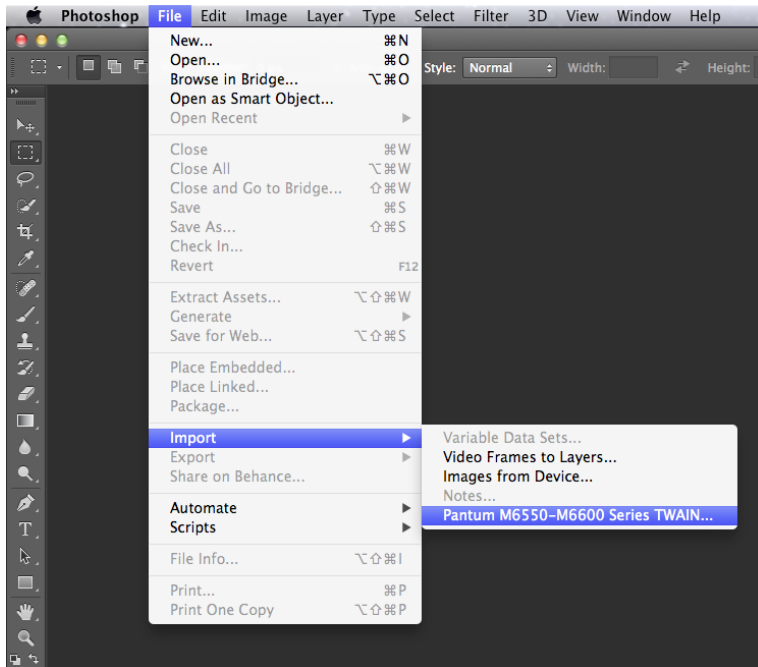 Photoshop File Edit Image Layer Type Select Filter 3D View Window Help
Style: Normal Width: Height:
New... ⌘N
Open... ⌘O
Browse in Bridge... ⌥⌘O
Open as Smart Object...
Open Recent
Close ⌘W
Close All ⌥⌘W
Close and Go to Bridge... ⇧⌘W
Save ⌘S
Save As... ⇧⌘S
Check In...
Revert F12
Extract Assets... ⌥⇧⌘W
Generate
Save for Web... ⌥⇧⌘S
Place Embedded...
Place Linked...
Package...
Import
Export
Share on Behance...
Automate
Scripts
File Info... ⌥⇧⌘I
Print... ⌘P
Print One Copy ⌥⇧⌘P
Variable Data Sets...
Video Frames to Layers...
Images from Device...
Notes...
Pantum M6550-M6600 Series TWAIN...